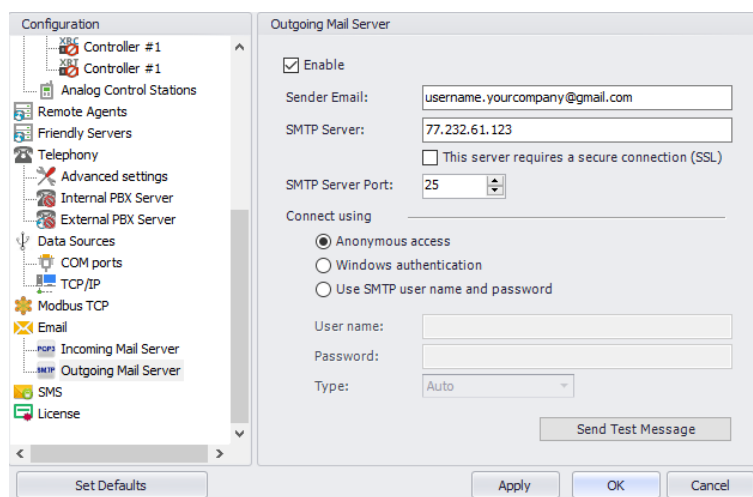 Configuration
XRC Controller #1
XRT Controller #1
Analog Control Stations
Remote Agents
Friendly Servers
Telephony
Advanced settings
Internal PBX Server
External PBX Server
Data Sources
COM ports
TCP/IP
Modbus TCP
Email
POP3 Incoming Mail Server
SMTP Outgoing Mail Server
SMS
License
Set Defaults
Outgoing Mail Server
Enable
Sender Email: username.yourcompany@gmail.com
SMTP Server: 77.232.61.123
This server requires a secure connection (SSL)
SMTP Server Port: 25
Connect using
Anonymous access
Windows authentication
Use SMTP user name and password
User name:
Password:
Type: Auto
Send Test Message
Apply OK Cancel